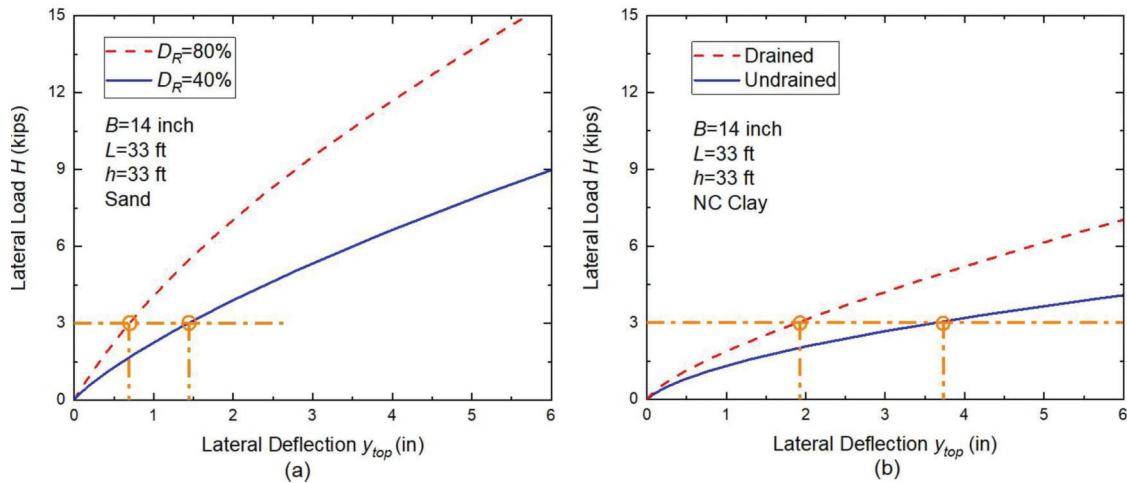 15
12
9
6
3
0
Lateral Load H (kips)
D_R=80%
D_R=40%
B=14 inch
L=33 ft
h=33 ft
Sand
0 1 2 3 4 5 6
Lateral Deflection y_top (in)
(a)
15
12
9
6
3
0
Lateral Load H (kips)
Drained
Undrained
B=14 inch
L=33 ft
h=33 ft
NC Clay
0 1 2 3 4 5 6
Lateral Deflection y_top (in)
(b)